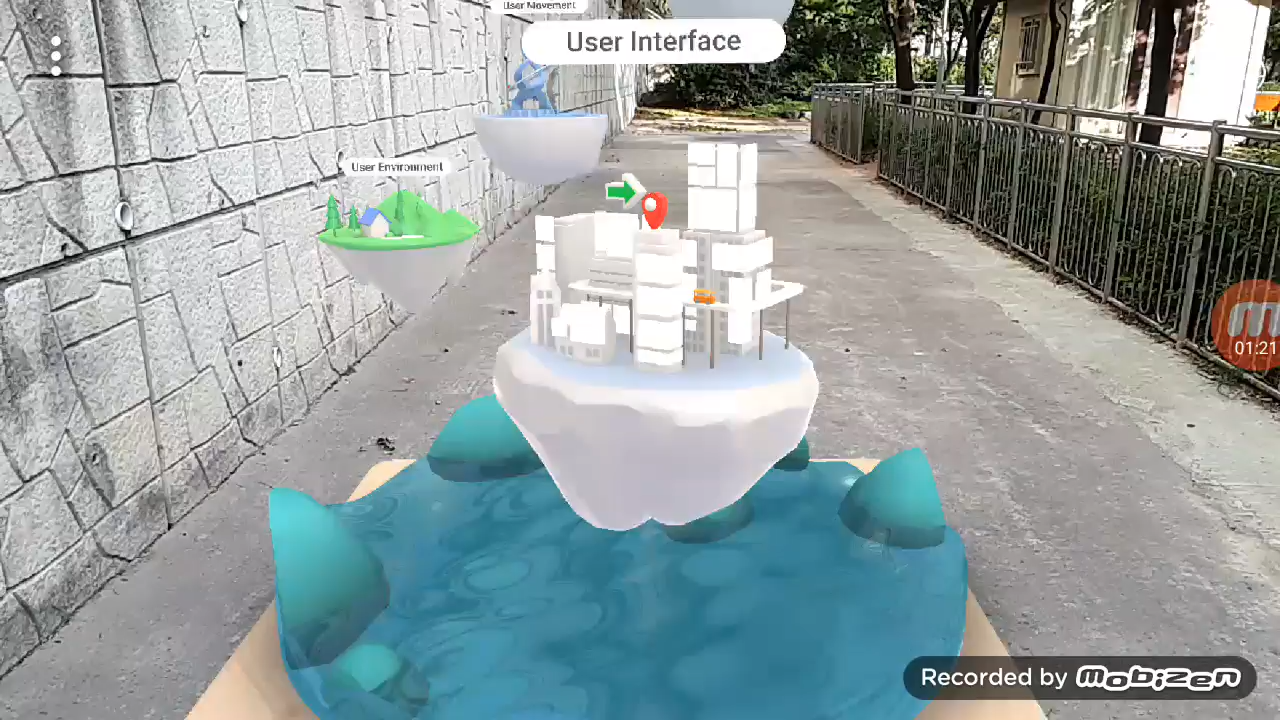 User Movement
User Interface
User Environment
01:21
Recorded by Mobizen